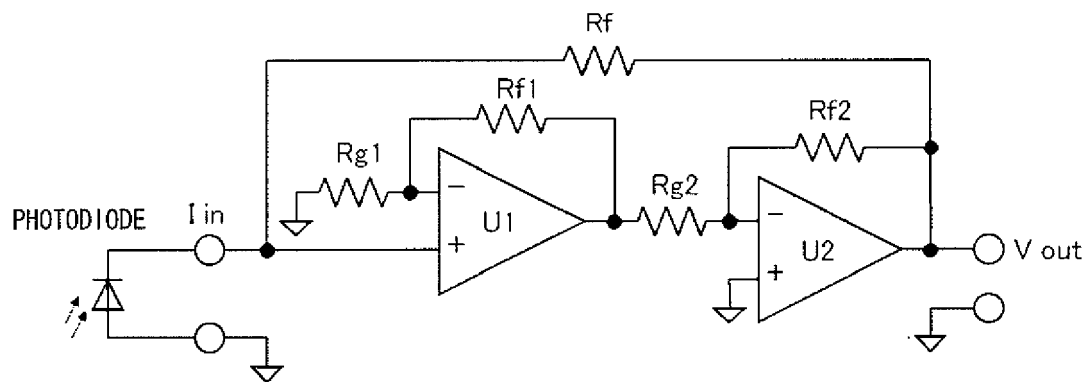 Rf
Rf1
Rf2
Rg1
Rg2
PHOTODIODE
I in
−
+
U1
−
+
U2
V out